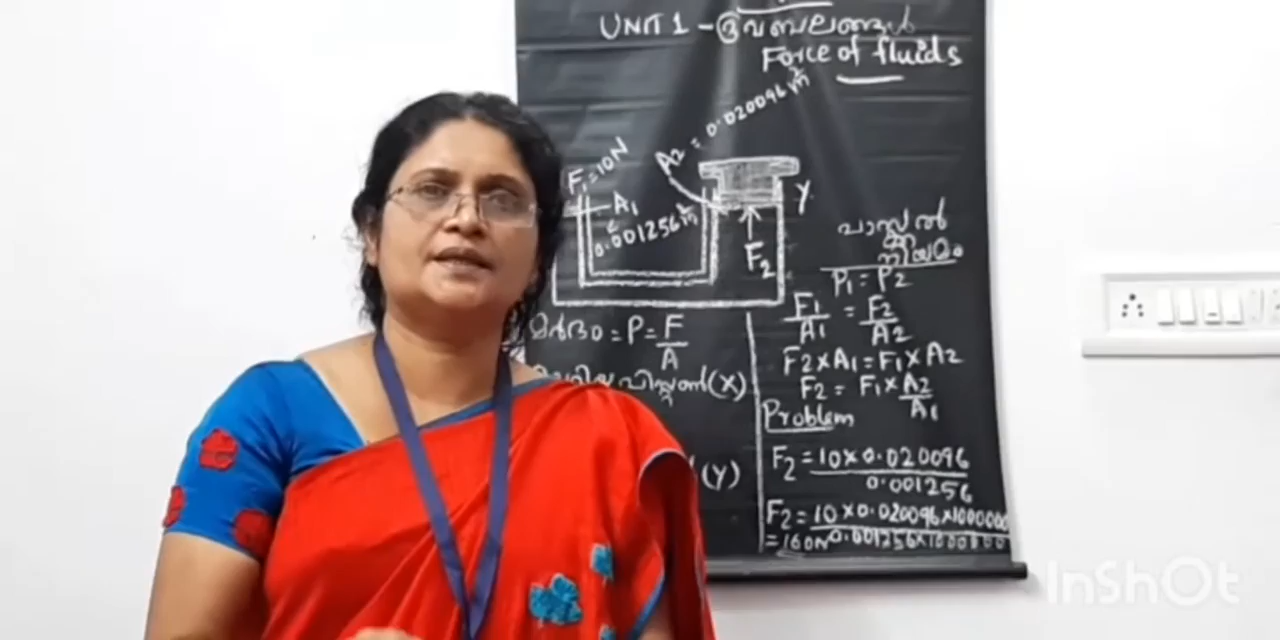 UNIT 1 - ദ്രവബലങ്ങൾ
Force of fluids
F₁=10N
A₂ = 0.020096 m²
A₁
0.001256 m²
Y
F₂
പാസ്കൽ
നിയമം
P₁ = P₂
F₁/A₁ = F₂/A₂
F₂×A₁=F₁×A₂
F₂ = F₁×A₂/A₁
മർദം = P = F/A
പിസ്റ്റൺ(X)
(Y)
Problem
F₂ = 10×0.020096/0.001256
F₂ = 10×0.020096×1000000/0.001256×1000000
= 160N
InShOt